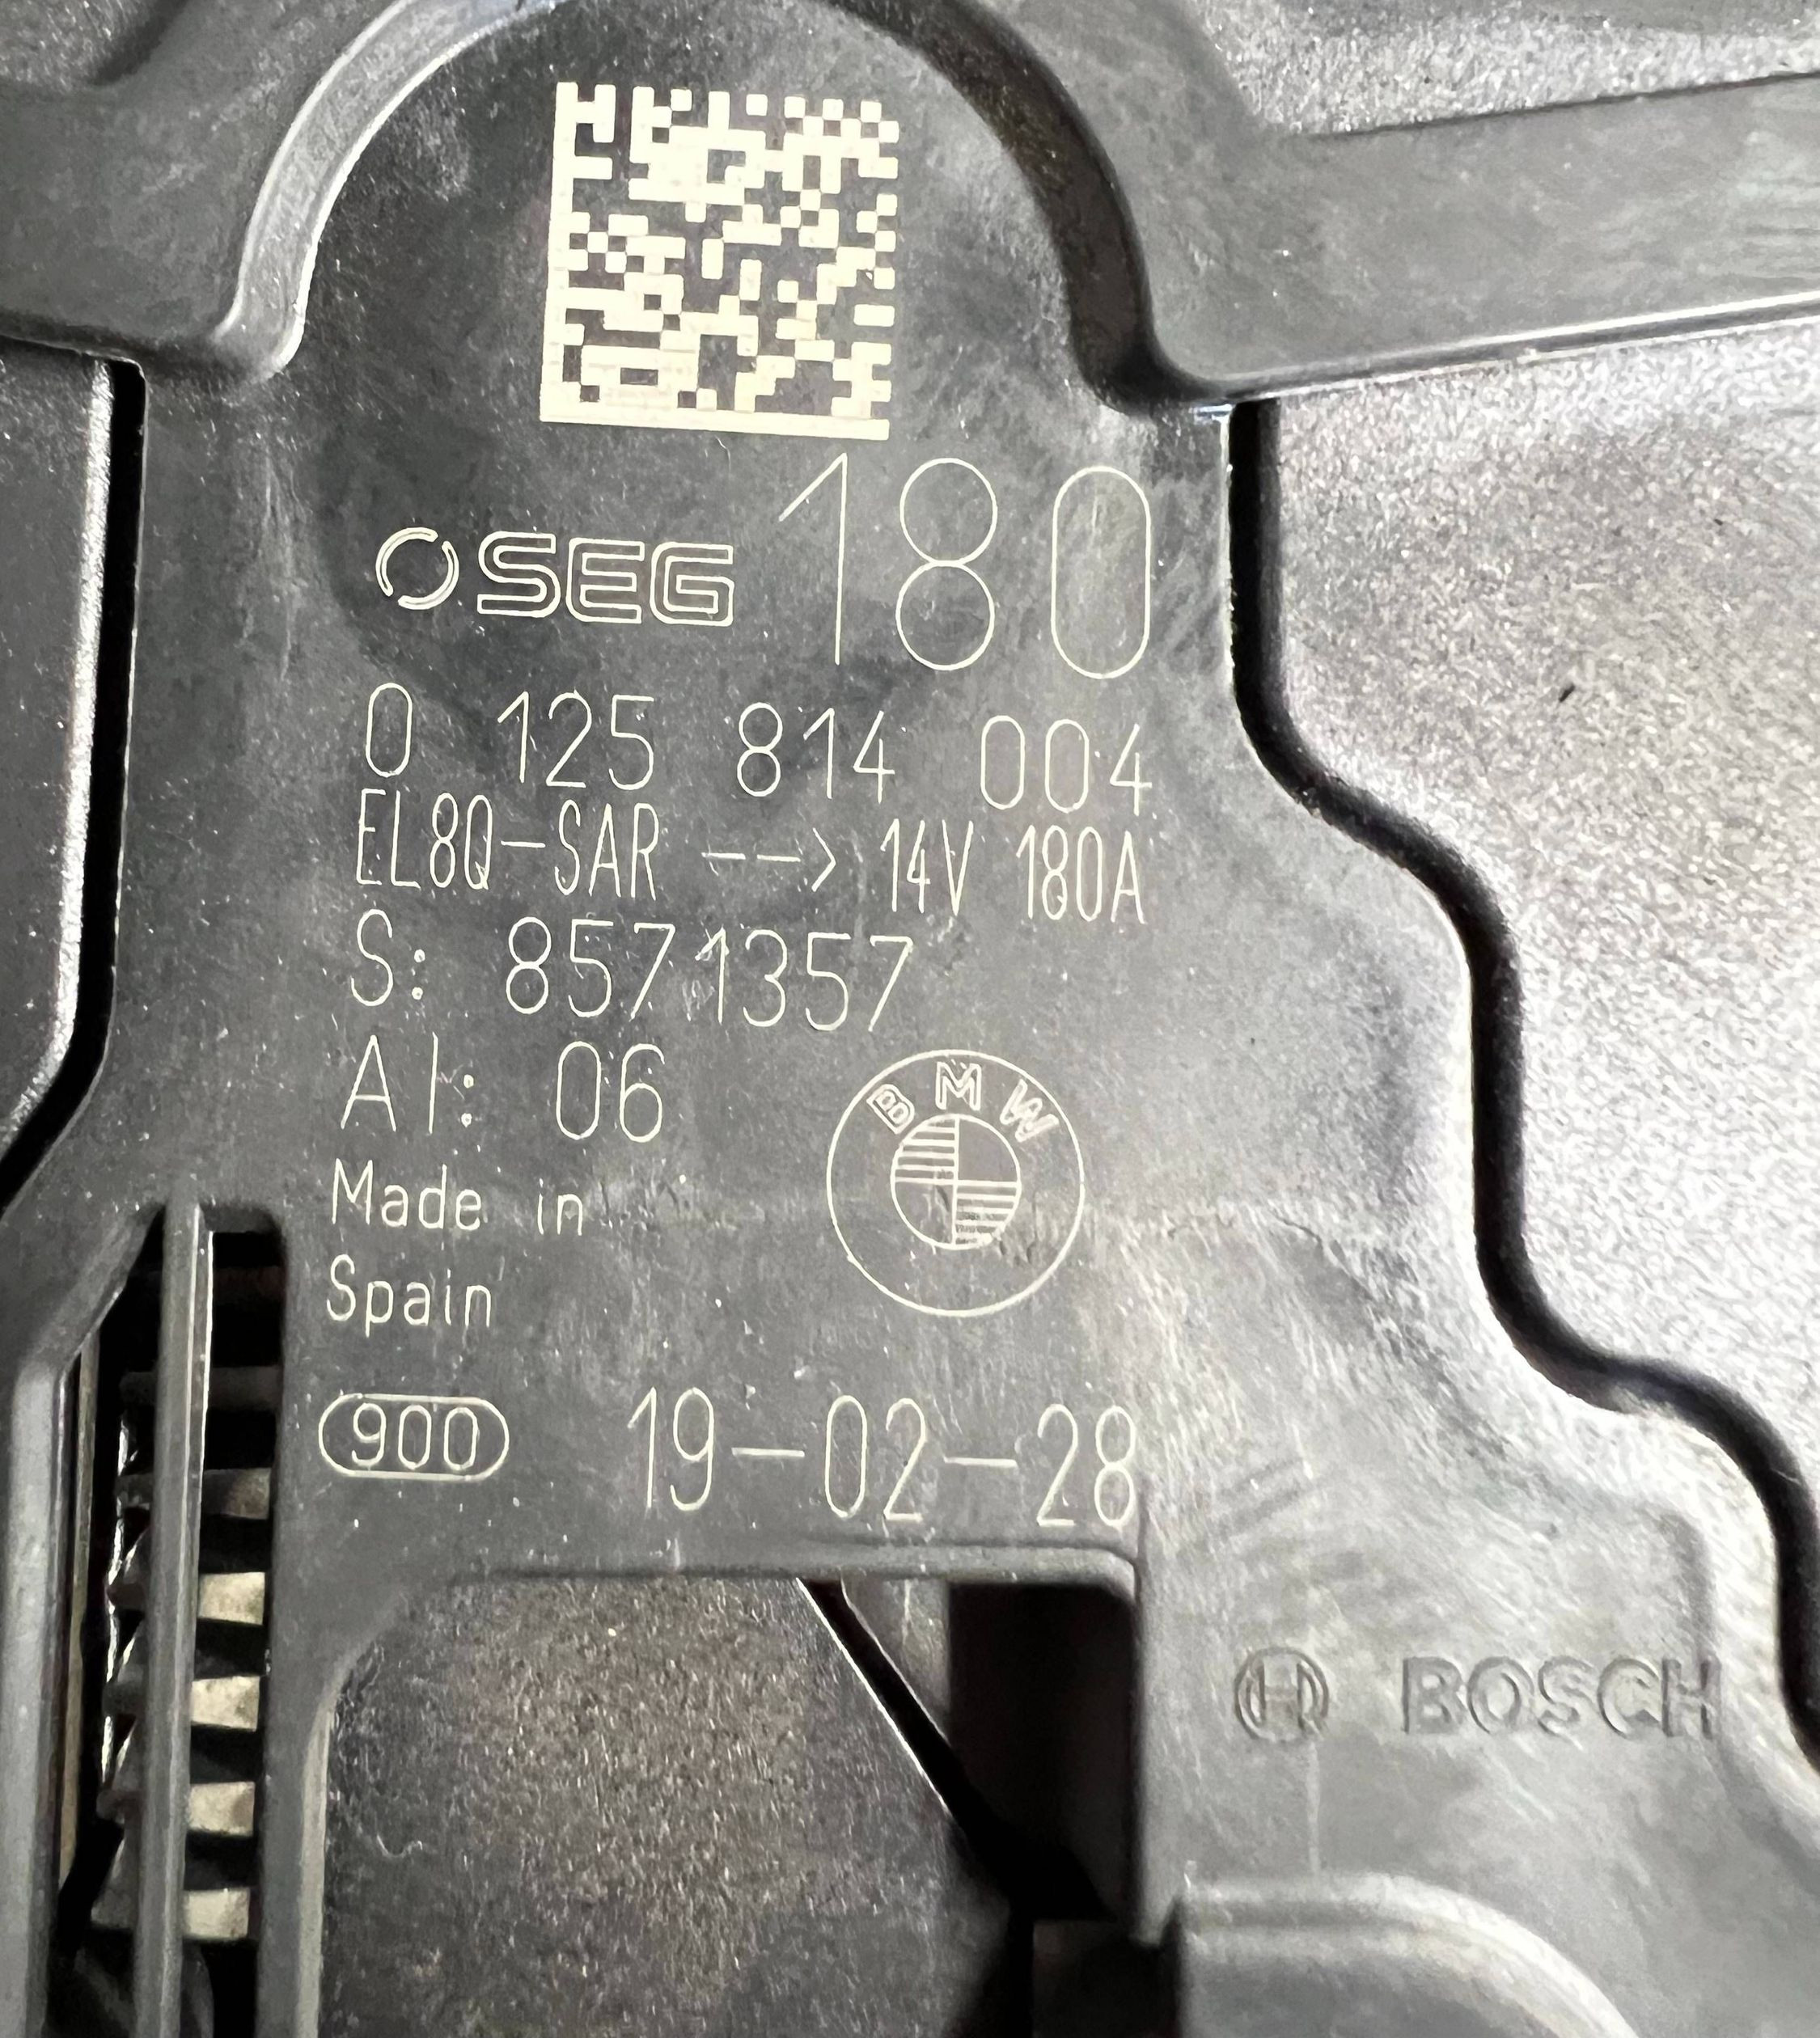 SEG 180
0 125 814 004
EL8Q-SAR --> 14V 180A
S: 8571357
AI: 06
BMW
Made in
Spain
900 19-02-28
BOSCH